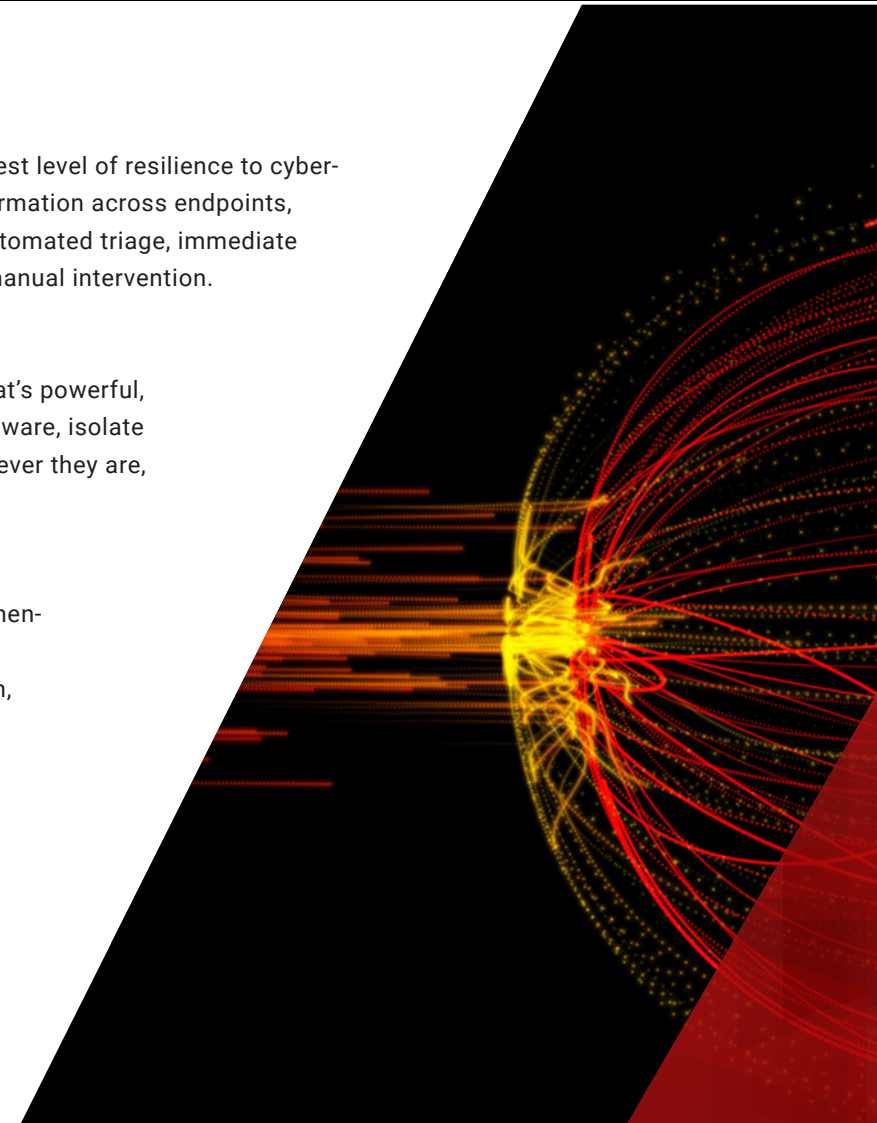 est level of resilience to cyber-
rmation across endpoints,
tomated triage, immediate
anual intervention.
at’s powerful,
ware, isolate
ever they are,
nen-
n,